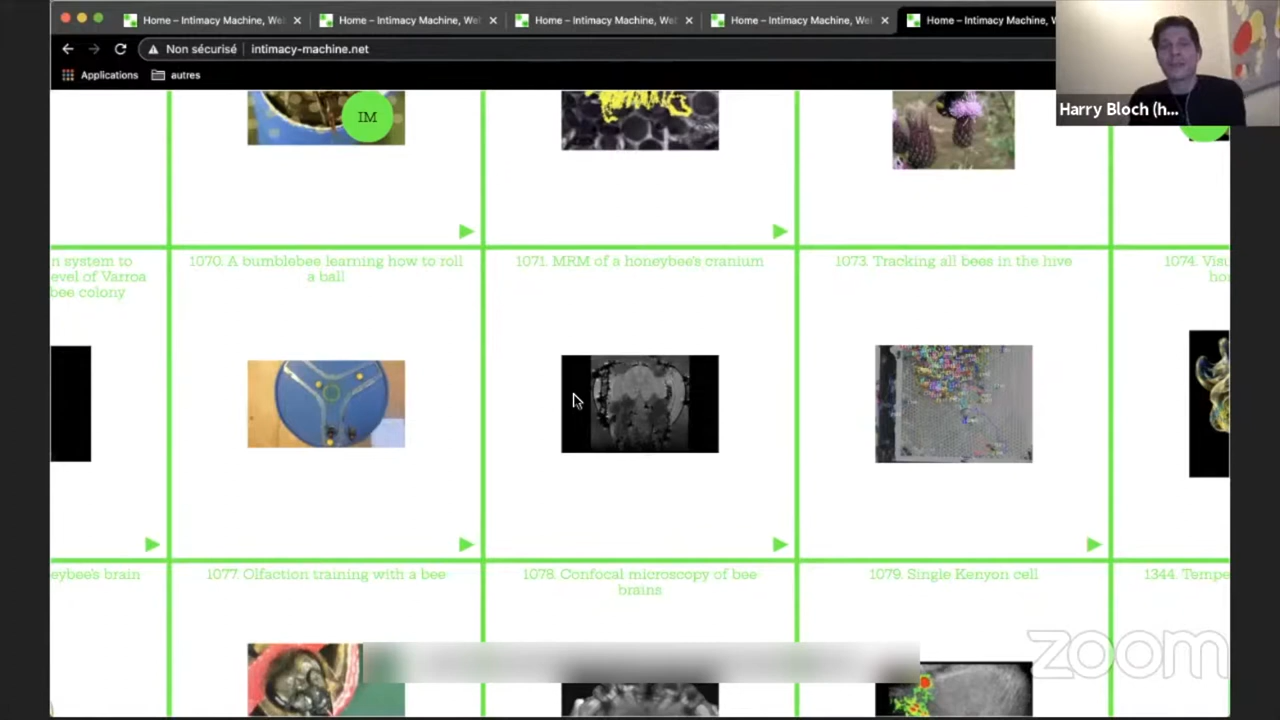 Home – Intimacy Machine, We
Home – Intimacy Machine, We
Home – Intimacy Machine, We
Home – Intimacy Machine, We
Home – Intimacy Machine, W
Non sécurisé
intimacy-machine.net
Applications
autres
Harry Bloch (h...
IM
n system to
evel of Varroa
bee colony
1070. A bumblebee learning how to roll
a ball
1071. MRM of a honeybee's cranium
1073. Tracking all bees in the hive
1074. Visu
ho
eybee's brain
1077. Olfaction training with a bee
1078. Confocal microscopy of bee
brains
1079. Single Kenyon cell
1344. Tempe
zoom